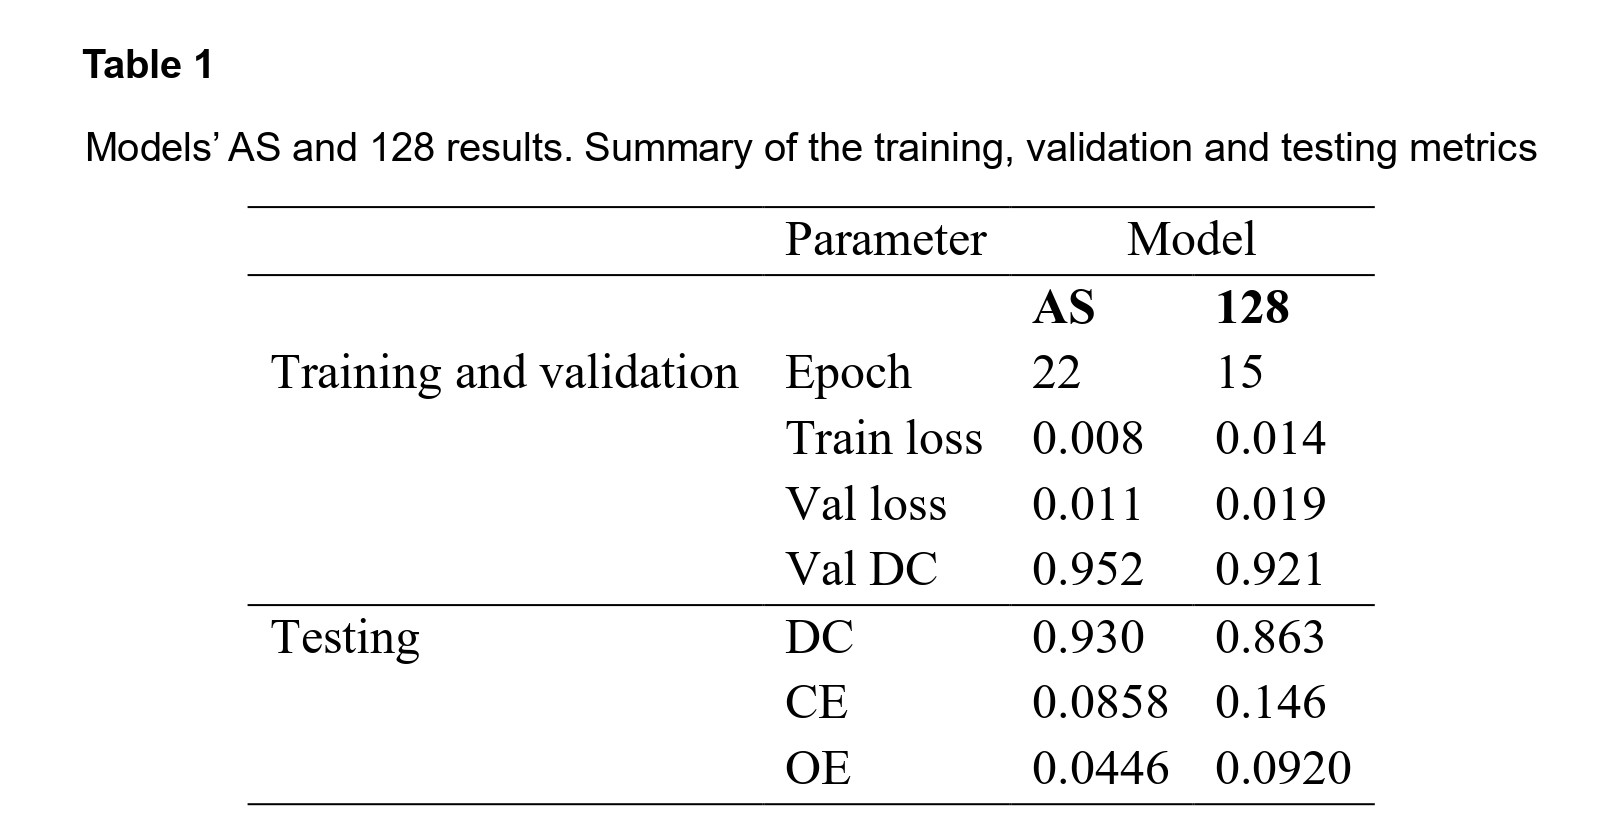 Table 1
Models’ AS and 128 results. Summary of the training, validation and testing metrics
Parameter Model
AS 128
Training and validation Epoch 22 15
Train loss 0.008 0.014
Val loss 0.011 0.019
Val DC 0.952 0.921
Testing DC 0.930 0.863
CE 0.0858 0.146
OE 0.0446 0.0920